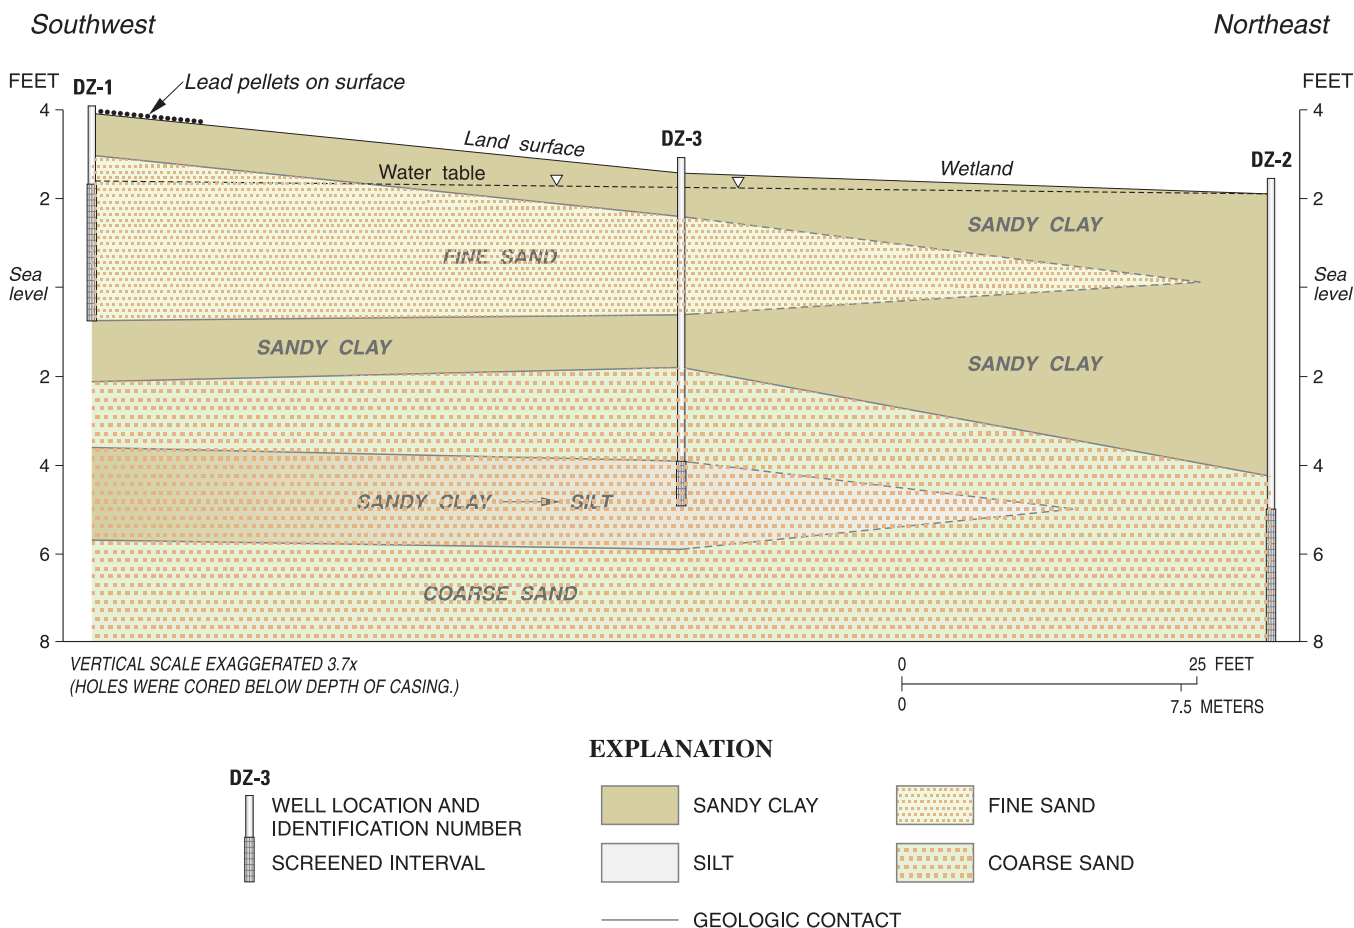 Southwest
Northeast
FEET
DZ-1
Lead pellets on surface
FEET
4
4
Land surface
DZ-3
Water table
Wetland
DZ-2
2
2
SANDY CLAY
FINE SAND
Sea
level
Sea
level
SANDY CLAY
SANDY CLAY
2
2
4
4
SANDY CLAY
SILT
6
6
COARSE SAND
8
8
VERTICAL SCALE EXAGGERATED 3.7x
(HOLES WERE CORED BELOW DEPTH OF CASING.)
0
25 FEET
0
7.5 METERS
EXPLANATION
DZ-3
WELL LOCATION AND
IDENTIFICATION NUMBER
SCREENED INTERVAL
SANDY CLAY
SILT
FINE SAND
COARSE SAND
GEOLOGIC CONTACT